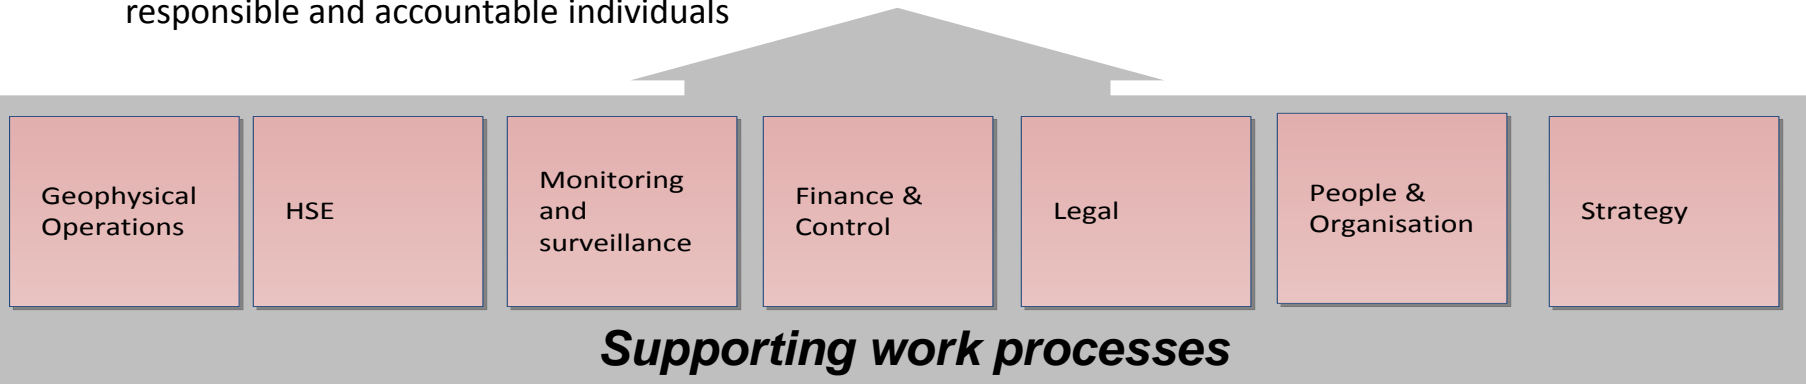 responsible and accountable individuals
Geophysical
Operations
HSE
Monitoring
and
surveillance
Finance &
Control
Legal
People &
Organisation
Strategy
Supporting work processes